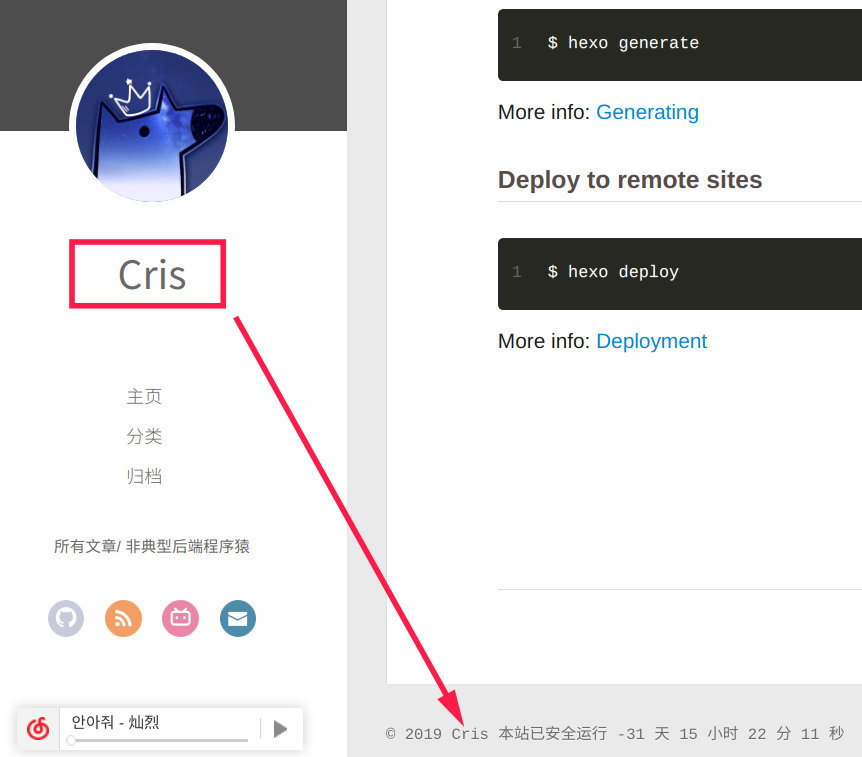 Cris
主页
分类
归档
所有文章/ 非典型后端程序猿
안아줘 - 灿烈
1 $ hexo generate
More info: Generating
Deploy to remote sites
1 $ hexo deploy
More info: Deployment
© 2019 Cris 本站已安全运行 -31 天 15 小时 22 分 11 秒